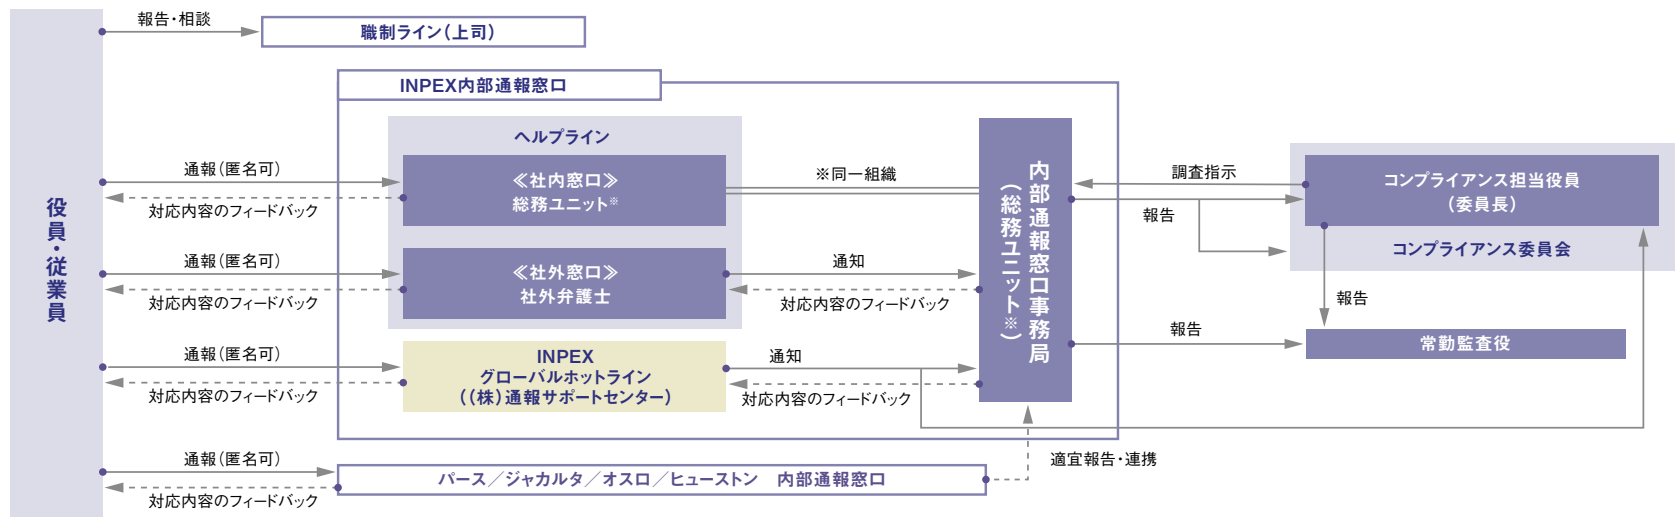 役員・従業員
報告・相談
職制ライン(上司)
INPEX内部通報窓口
ヘルプライン
通報(匿名可)
対応内容のフィードバック
≪社内窓口≫
総務ユニット※
※同一組織
通報(匿名可)
対応内容のフィードバック
≪社外窓口≫
社外弁護士
通知
対応内容のフィードバック
通報(匿名可)
対応内容のフィードバック
INPEX
グローバルホットライン
((株)通報サポートセンター)
通知
対応内容のフィードバック
内部通報窓口事務局
(総務ユニット※)
調査指示
報告
コンプライアンス担当役員
(委員長)
コンプライアンス委員会
報告
報告
常勤監査役
通報(匿名可)
対応内容のフィードバック
パース/ジャカルタ/オスロ/ヒューストン 内部通報窓口
適宜報告・連携